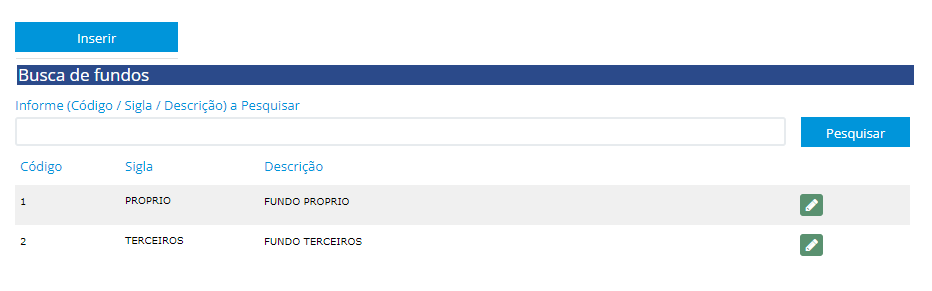 Inserir
Busca de fundos
Informe (Código / Sigla / Descrição) a Pesquisar
Pesquisar
Código Sigla Descrição
1 PROPRIO FUNDO PROPRIO
2 TERCEIROS FUNDO TERCEIROS